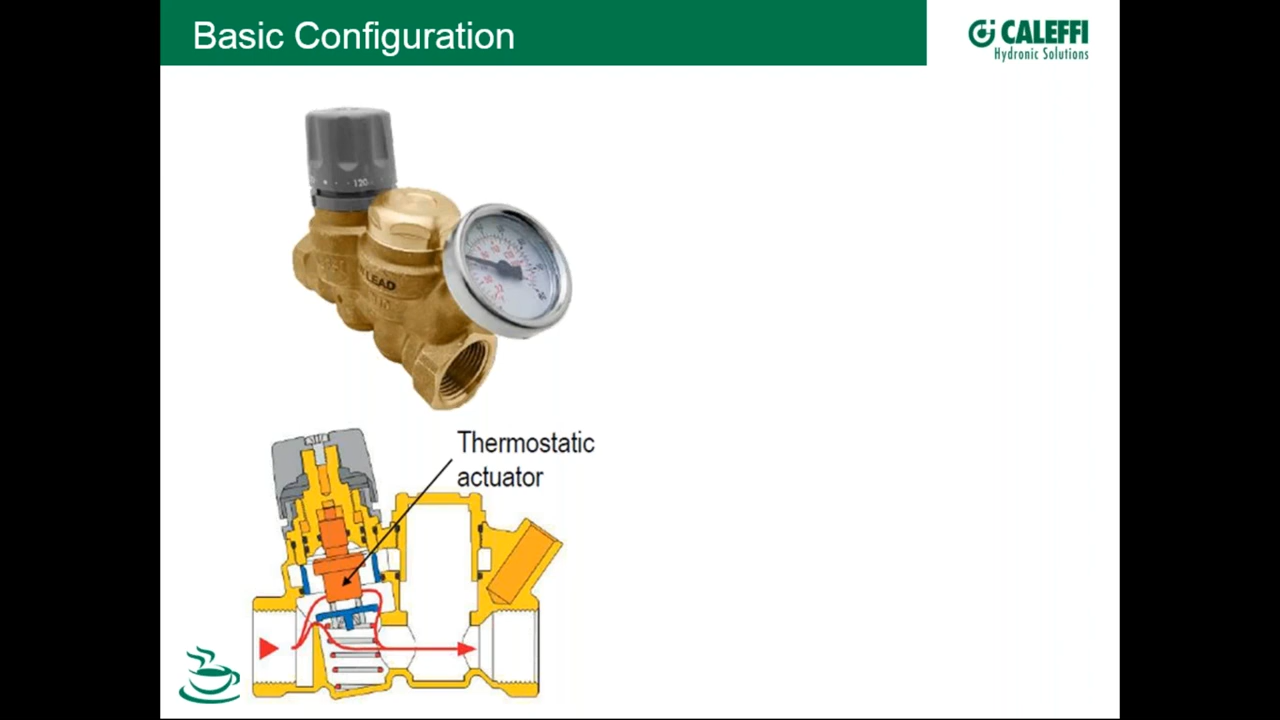 Basic Configuration
CALEFFI
Hydronic Solutions
120
LEAD
Thermostatic
actuator